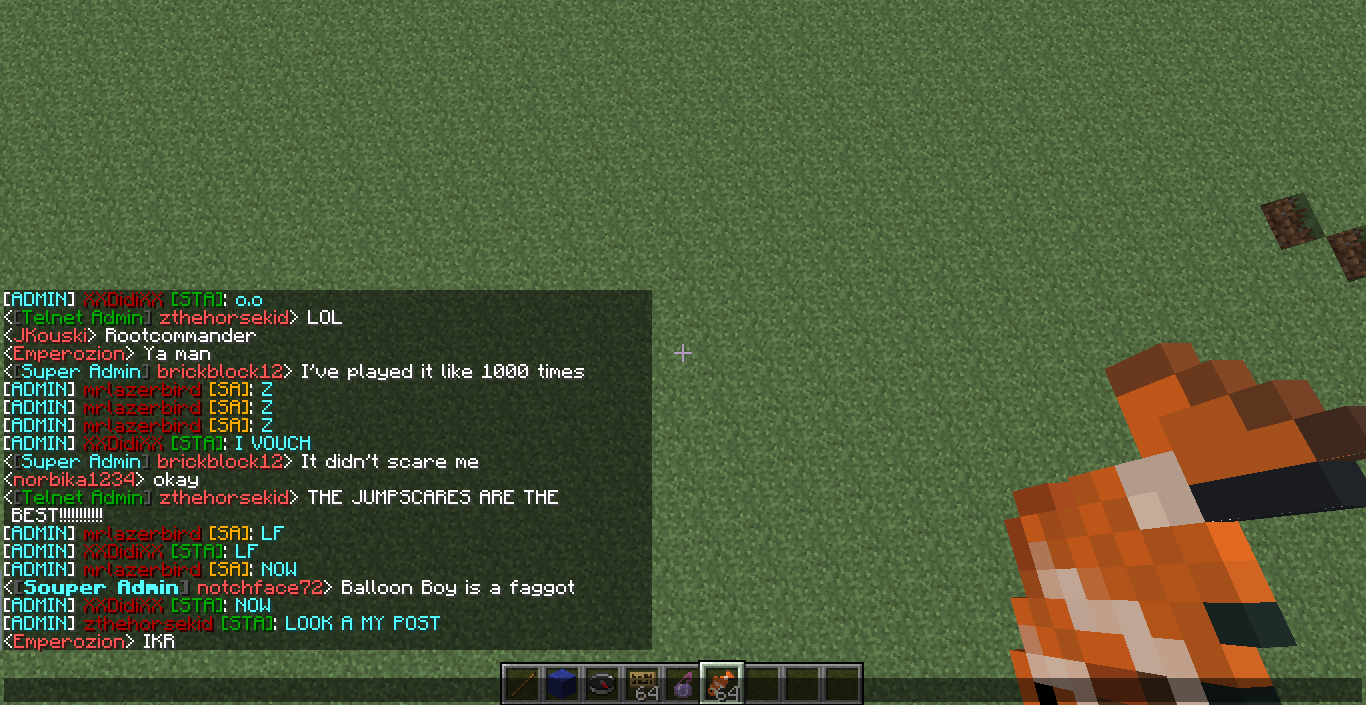 [ADMIN] XXDidiXX [STA]: o.o
<[Telnet Admin] zthehorsekid> LOL
<JKouski> Rootcommander
<Emperozion> Ya man
<[Super Admin] brickblock12> I've played it like 1000 times
[ADMIN] mrlazerbird [SA]: Z
[ADMIN] mrlazerbird [SA]: Z
[ADMIN] mrlazerbird [SA]: Z
[ADMIN] XXDidiXX [STA]: I VOUCH
<[Super Admin] brickblock12> It didn't scare me
<norbika1234> okay
<[Telnet Admin] zthehorsekid> THE JUMPSCARES ARE THE
BEST!!!!!!!!!!
[ADMIN] mrlazerbird [SA]: LF
[ADMIN] XXDidiXX [STA]: LF
[ADMIN] mrlazerbird [SA]: NOW
<[Souper Admin] notchface72> Balloon Boy is a faggot
[ADMIN] XXDidiXX [STA]: NOW
[ADMIN] zthehorsekid [STA]: LOOK A MY POST
<Emperozion> IKR
64
64